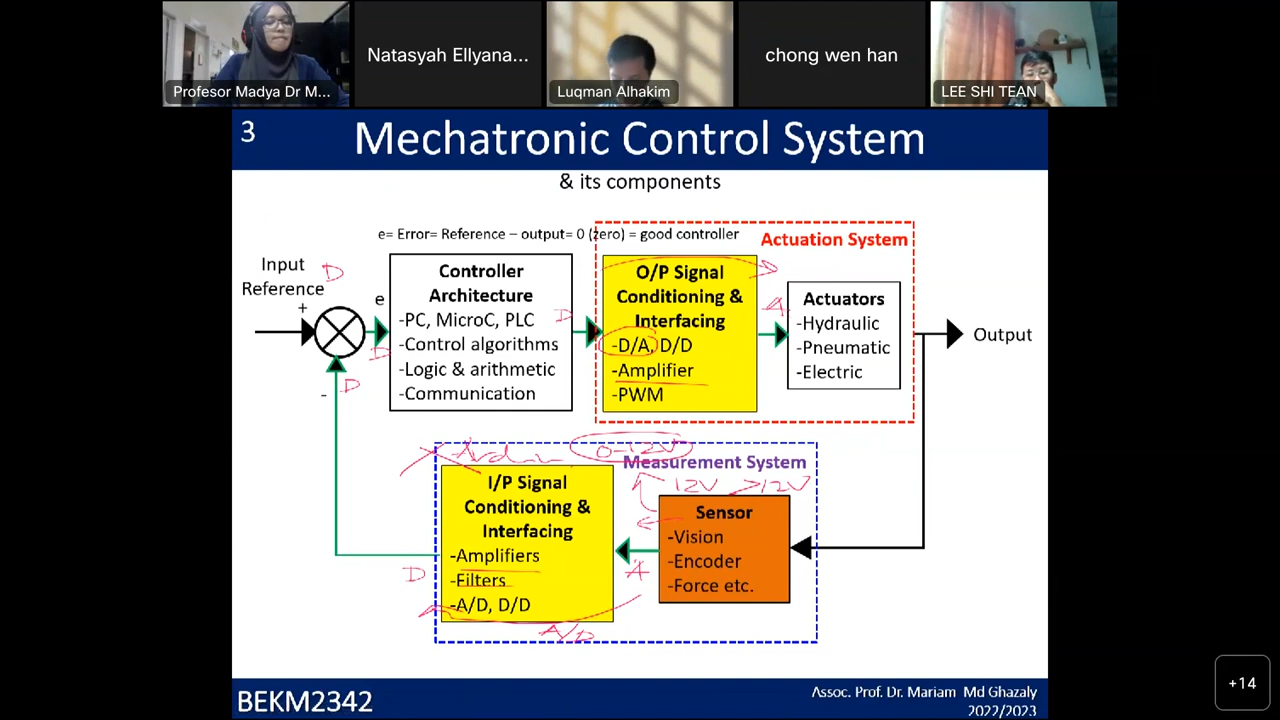 Profesor Madya Dr M...
Natasyah Ellyana...
Luqman Alhakim
chong wen han
LEE SHI TEAN
3
Mechatronic Control System
& its components
e= Error= Reference – output= 0 (zero) = good controller
Actuation System
Input
Reference
D
+
e
D
D
-
Controller
Architecture
-PC, MicroC, PLC
-Control algorithms
-Logic & arithmetic
-Communication
D
O/P Signal
Conditioning &
Interfacing
-D/A, D/D
-Amplifier
-PWM
A
Actuators
-Hydraulic
-Pneumatic
-Electric
Output
0-12V
Measurement System
12V >12V
I/P Signal
Conditioning &
Interfacing
-Amplifiers
-Filters
-A/D, D/D
D
A/D
A
Sensor
-Vision
-Encoder
-Force etc.
BEKM2342
Assoc. Prof. Dr. Mariam Md Ghazaly
2022/2023
+14